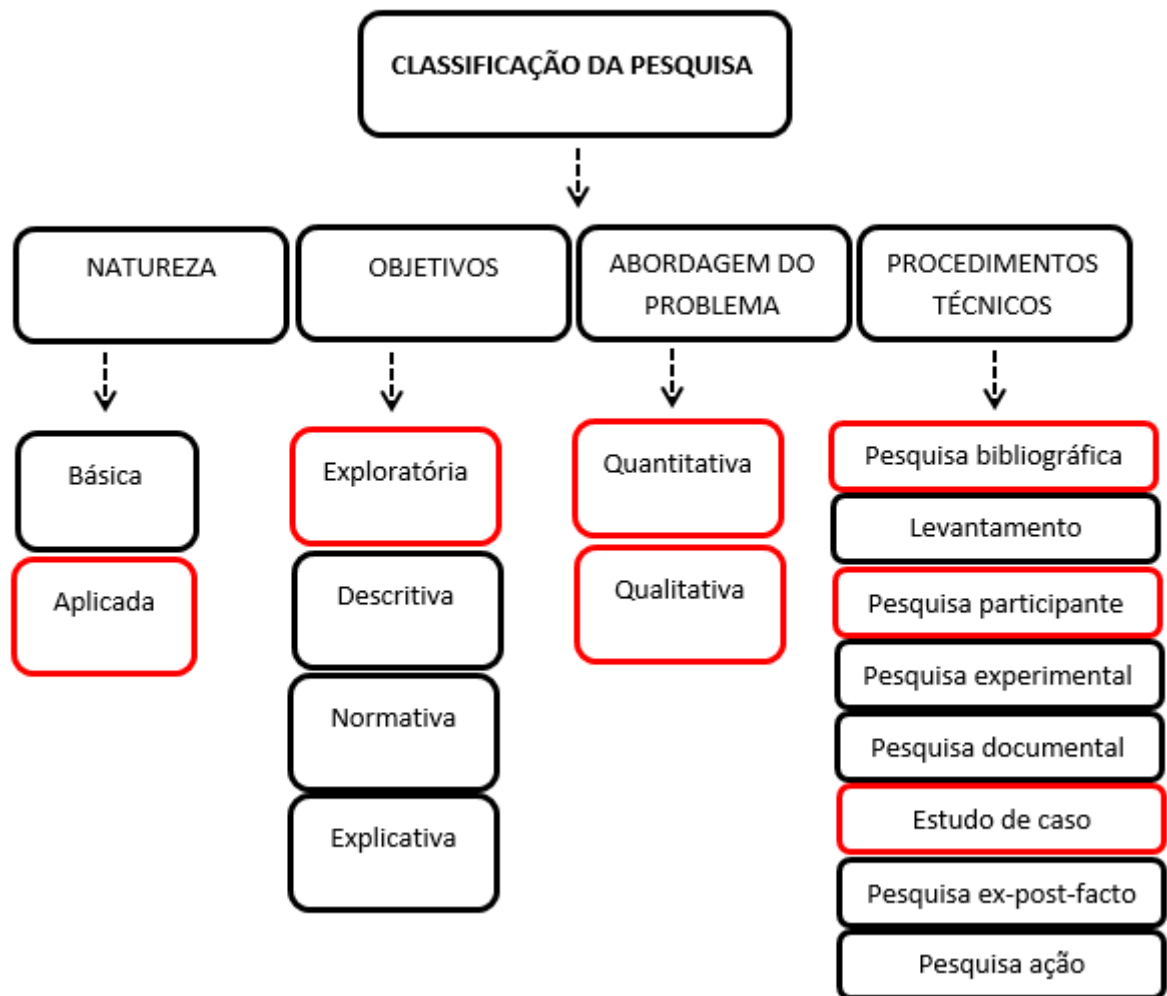 CLASSIFICAÇÃO DA PESQUISA
NATUREZA
OBJETIVOS
ABORDAGEM DO
PROBLEMA
PROCEDIMENTOS
TÉCNICOS
Básica
Aplicada
Exploratória
Descritiva
Normativa
Explicativa
Quantitativa
Qualitativa
Pesquisa bibliográfica
Levantamento
Pesquisa participante
Pesquisa experimental
Pesquisa documental
Estudo de caso
Pesquisa ex-post-facto
Pesquisa ação